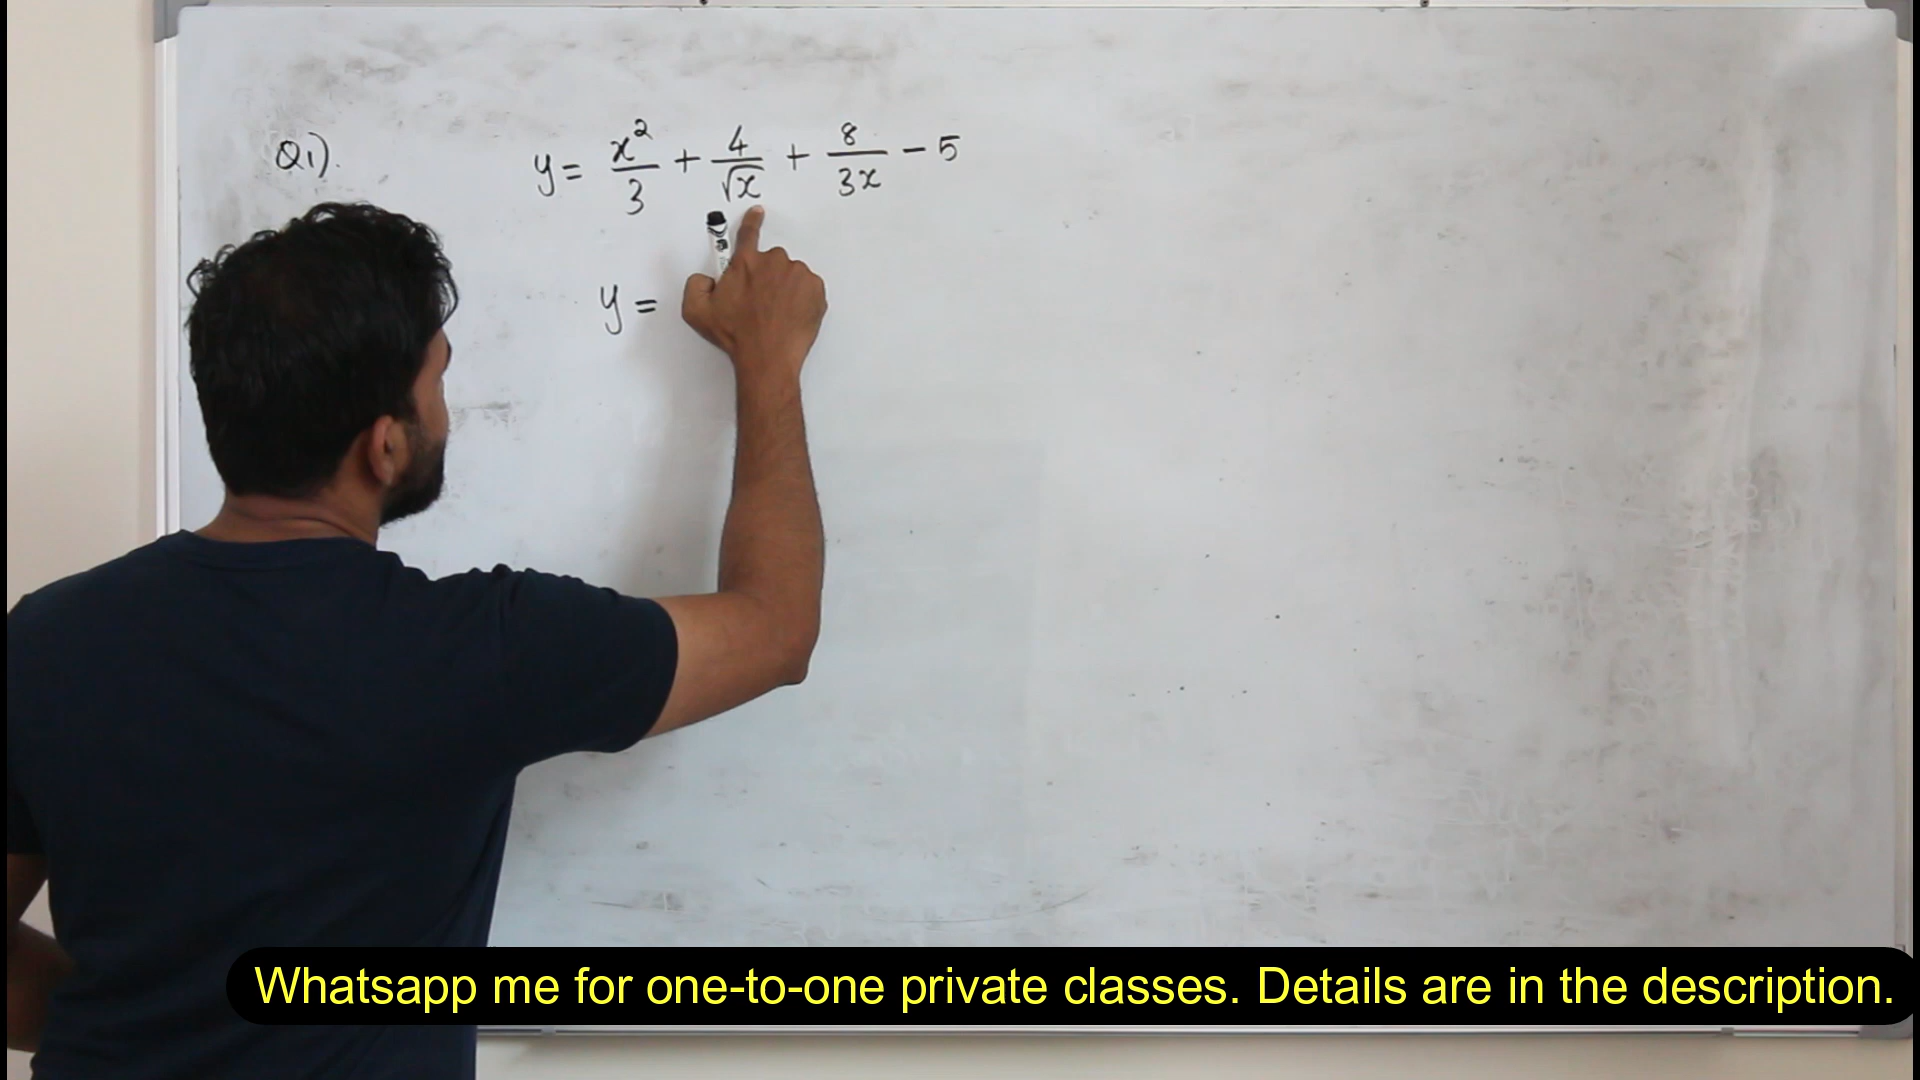 Q1). y = x²/3 + 4/√x + 8/3x - 5
y =
Whatsapp me for one-to-one private classes. Details are in the description.